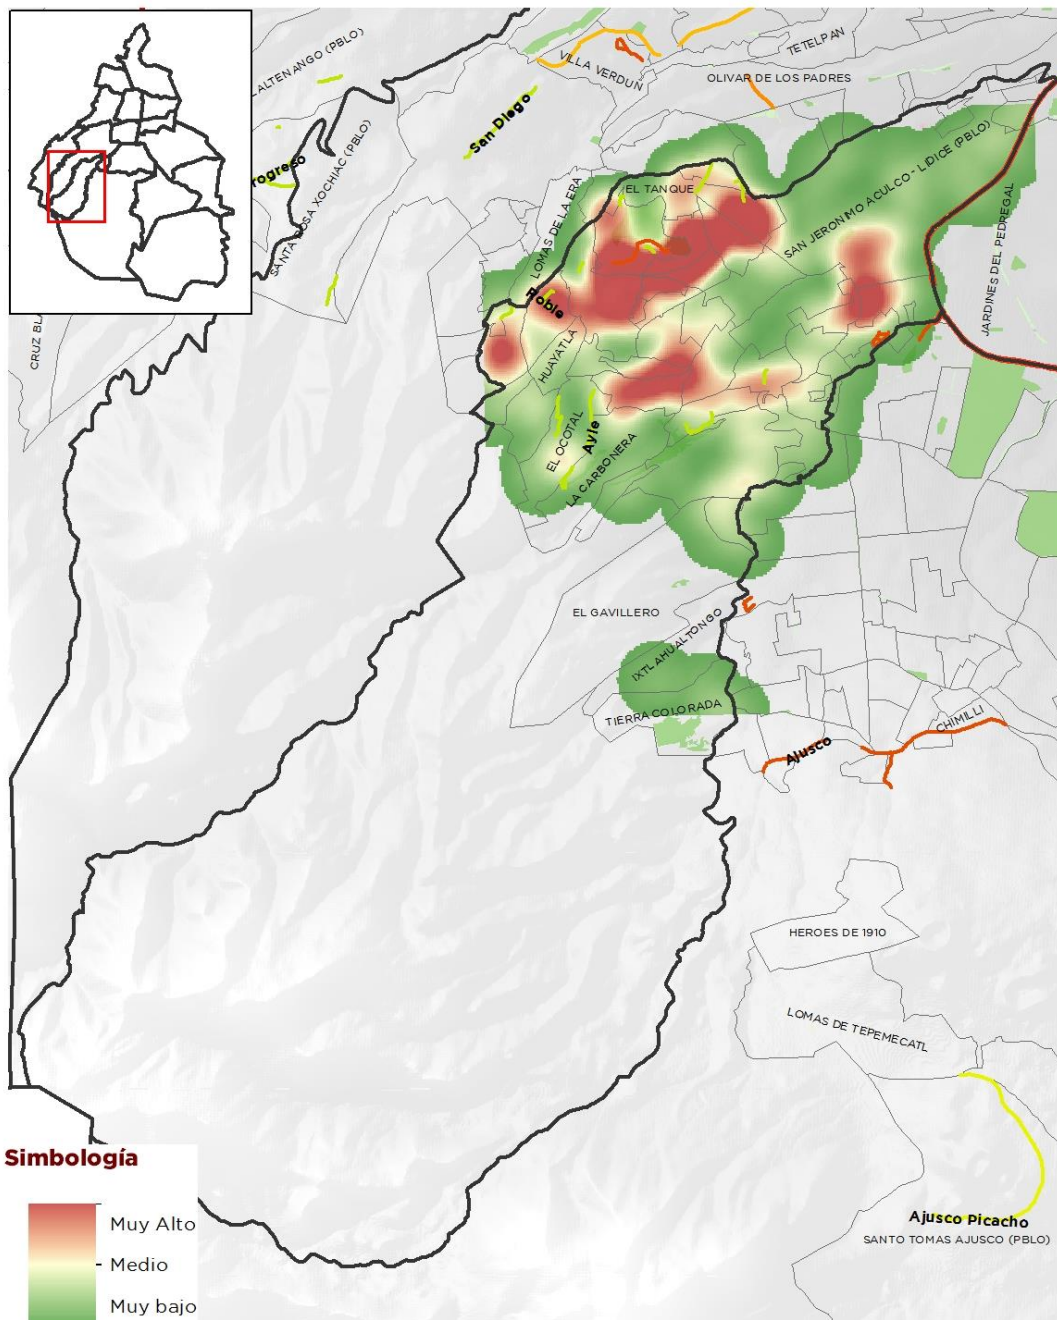 ALTENANGO (PBLO)
VILLA VERDUN
TETELPAN
OLIVAR DE LOS PADRES
San Diego
rogreso
SANTA ROSA XOCHIAC (PBLO)
LOMAS DE LA ERA
EL TANQUE
SAN JERONIMO ACULCO - LIDICE (PBLO)
JARDINES DEL PEDREGAL
CRUZ BL
Roble
HUAYATLA
EL OCOTAL
Ayle
LA CARBONERA
EL GAVILLERO
IXTLAHUALTONGO
TIERRA COLORADA
Ajusco
CHIMILLI
HEROES DE 1910
LOMAS DE TEPEMECATL
Ajusco Picacho
SANTO TOMAS AJUSCO (PBLO)
Simbología
Muy Alto
Medio
Muy bajo